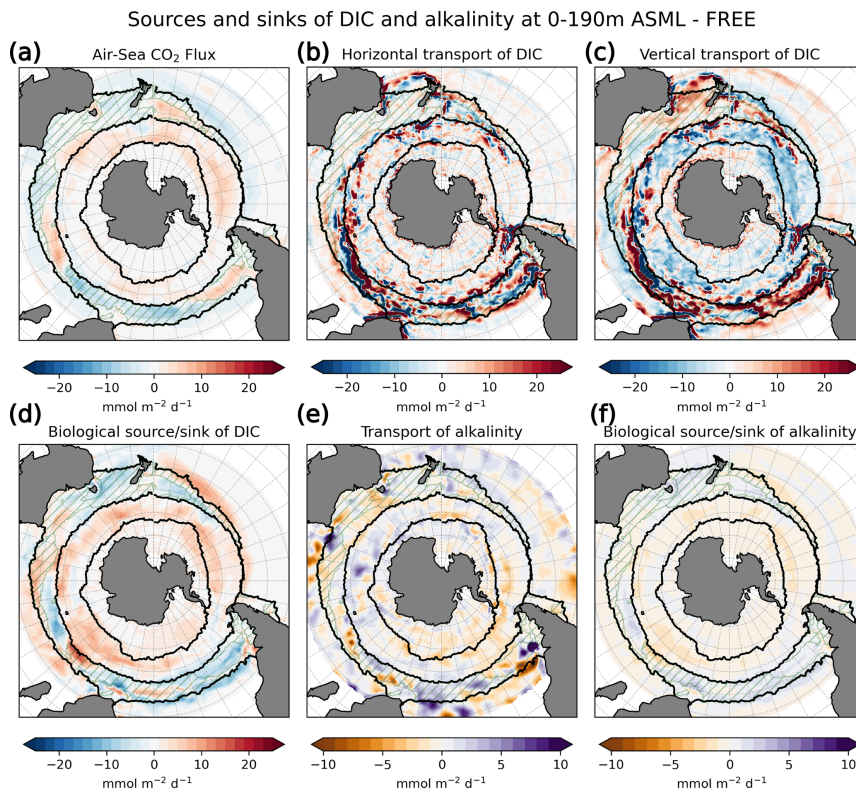 Sources and sinks of DIC and alkalinity at 0-190m ASML - FREE
(a) Air-Sea CO₂ Flux
(b) Horizontal transport of DIC
(c) Vertical transport of DIC
−20 −10 0 10 20
mmol m⁻² d⁻¹
−20 −10 0 10 20
mmol m⁻² d⁻¹
−20 −10 0 10 20
mmol m⁻² d⁻¹
(d) Biological source/sink of DIC
(e) Transport of alkalinity
(f) Biological source/sink of alkalinity
−20 −10 0 10 20
mmol m⁻² d⁻¹
−10 −5 0 5 10
mmol m⁻² d⁻¹
−10 −5 0 5 10
mmol m⁻² d⁻¹